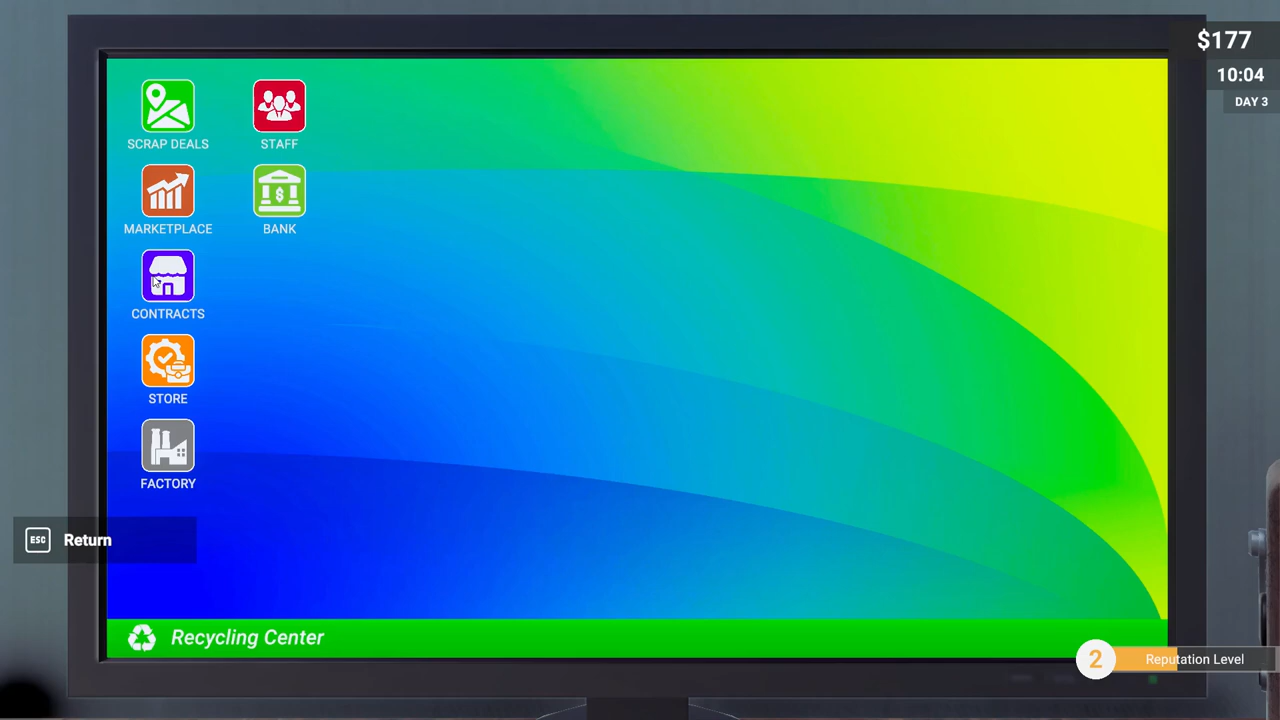 $177
10:04
DAY 3
SCRAP DEALS
STAFF
MARKETPLACE
BANK
CONTRACTS
STORE
FACTORY
ESC Return
Recycling Center
2 Reputation Level